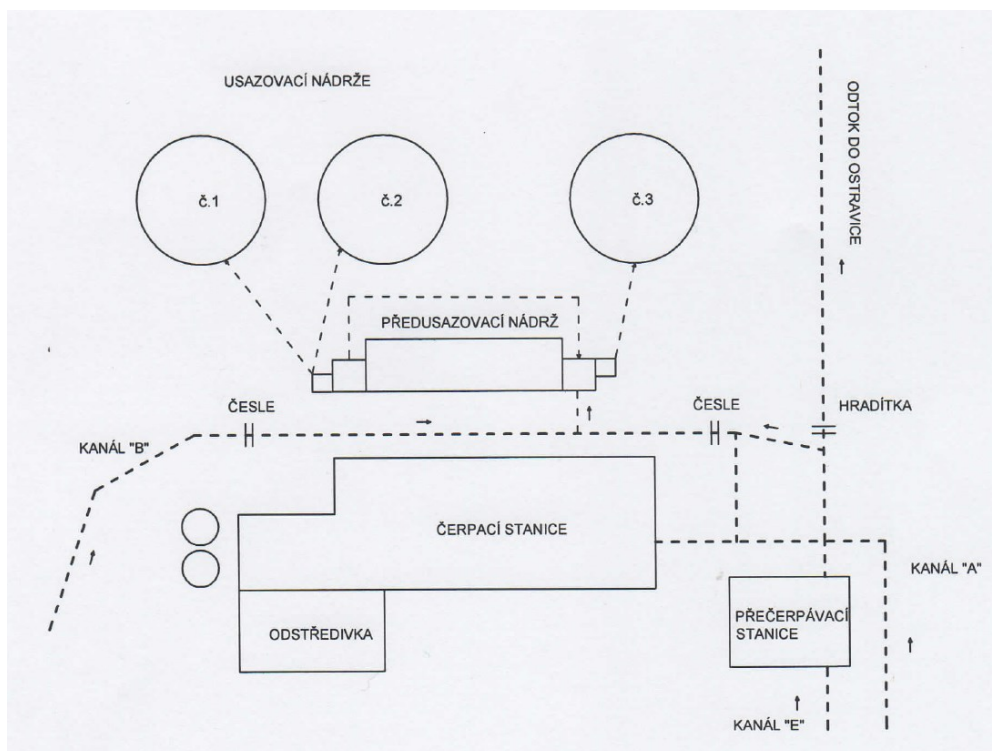 USAZOVACÍ NÁDRŽE
ODTOK DO OSTRAVICE
č.1
č.2
č.3
PŘEDUSAZOVACÍ NÁDRŽ
ČESLE
ČESLE
HRADÍTKA
KANÁL "B"
ČERPACÍ STANICE
KANÁL "A"
PŘEČERPÁVACÍ
STANICE
ODSTŘEDIVKA
KANÁL "E"